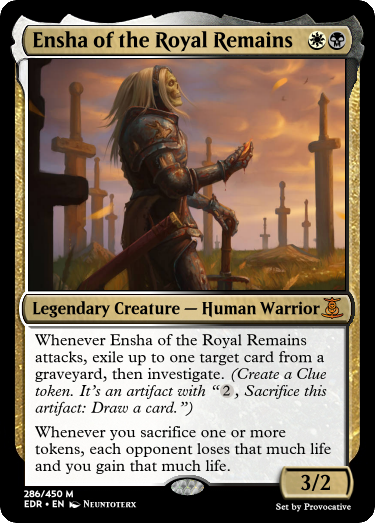 Ensha of the Royal Remains
Legendary Creature — Human Warrior
Whenever Ensha of the Royal Remains
attacks, exile up to one target card from a
graveyard, then investigate. (Create a Clue
token. It's an artifact with “2, Sacrifice this
artifact: Draw a card.”)
Whenever you sacrifice one or more
tokens, each opponent loses that much life
and you gain that much life.
3/2
286/450 M
EDR • EN Neuntoterx
Set by Provocative